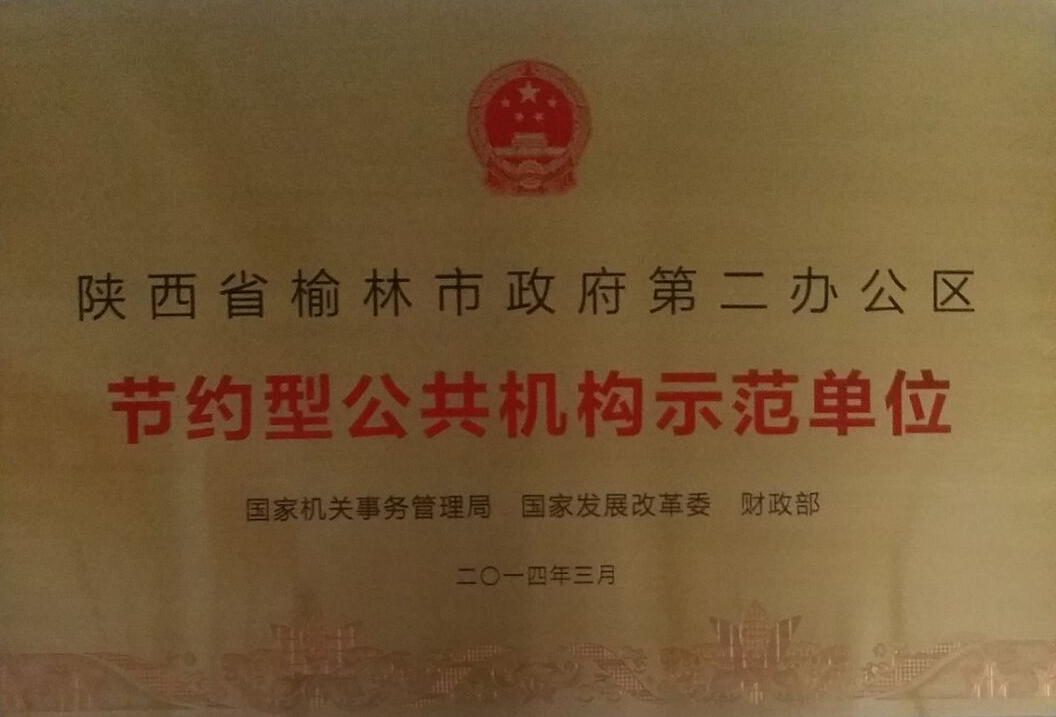 陕西省榆林市政府第二办公区
节约型公共机构示范单位
国家机关事务管理局 国家发展改革委 财政部
二〇一四年三月